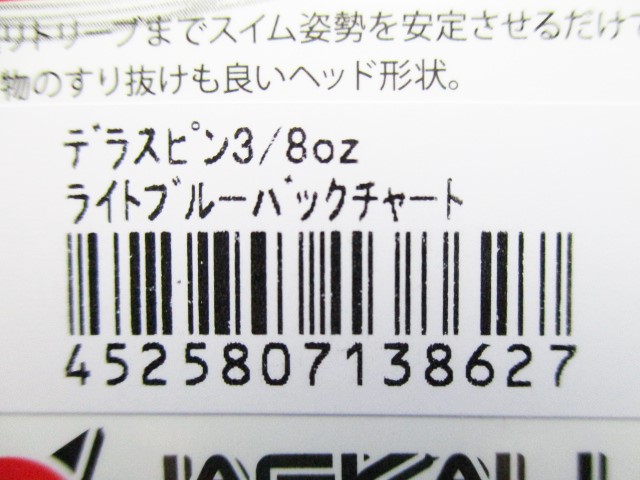 リトリーブまでスイム姿勢を安定させるだけ
物のすり抜けも良いヘッド形状。
デラスピン3/8oz
ライトブルーバックチャート
4525807138627
JACKALL